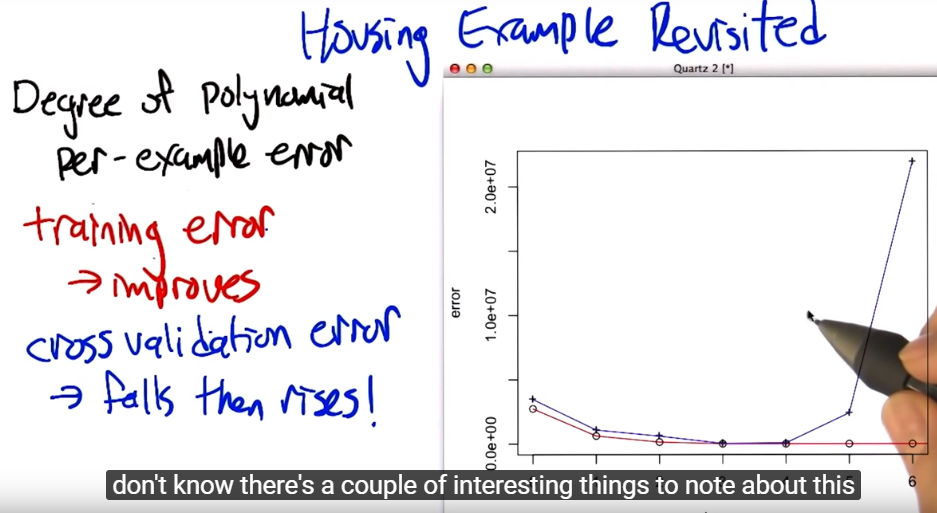 Housing Example Revisited
Degree of polynomial
per-example error
training error
→ improves
cross validation error
→ falls then rises!
Quartz 2 [*]
2.0e+07
1.0e+07
0.0e+00
error
6
don't know there's a couple of interesting things to note about this